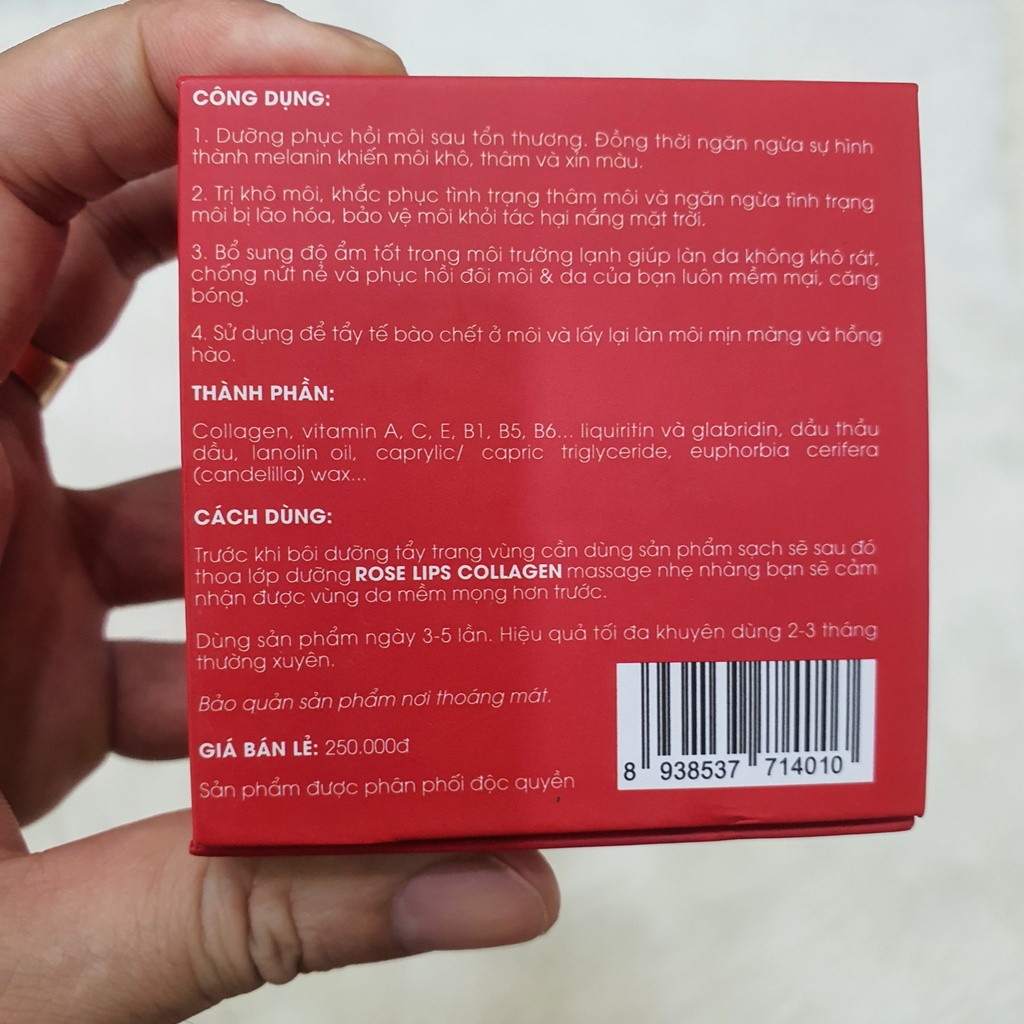 CÔNG DỤNG:
1. Dưỡng phục hồi môi sau tổn thương. Đồng thời ngăn ngừa sự hình
thành melanin khiến môi khô, thâm và xỉn màu.
2. Trị khô môi, khắc phục tình trạng thâm môi và ngăn ngừa tình trạng
môi bị lão hóa, bảo vệ môi khỏi tác hại nắng mặt trời.
3. Bổ sung độ ẩm tốt trong môi trường lạnh giúp làn da không khô rát,
chống nứt nẻ và phục hồi đôi môi & da của bạn luôn mềm mại, căng
bóng.
4. Sử dụng để tẩy tế bào chết ở môi và lấy lại làn môi mịn màng và hồng
hào.
THÀNH PHẦN:
Collagen, vitamin A, C, E, B1, B5, B6... liquiritin và glabridin, dầu thầu
dầu, lanolin oil, caprylic/ capric triglyceride, euphorbia cerifera
(candelilla) wax...
CÁCH DÙNG:
Trước khi bôi dưỡng tẩy trang vùng cần dùng sản phẩm sạch sẽ sau đó
thoa lớp dưỡng ROSE LIPS COLLAGEN massage nhẹ nhàng bạn sẽ cảm
nhận được vùng da mềm mọng hơn trước.
Dùng sản phẩm ngày 3-5 lần. Hiệu quả tối đa khuyên dùng 2-3 tháng
thường xuyên.
Bảo quản sản phẩm nơi thoáng mát.
GIÁ BÁN LẺ: 250.000đ
Sản phẩm được phân phối độc quyền
8 938537 714010